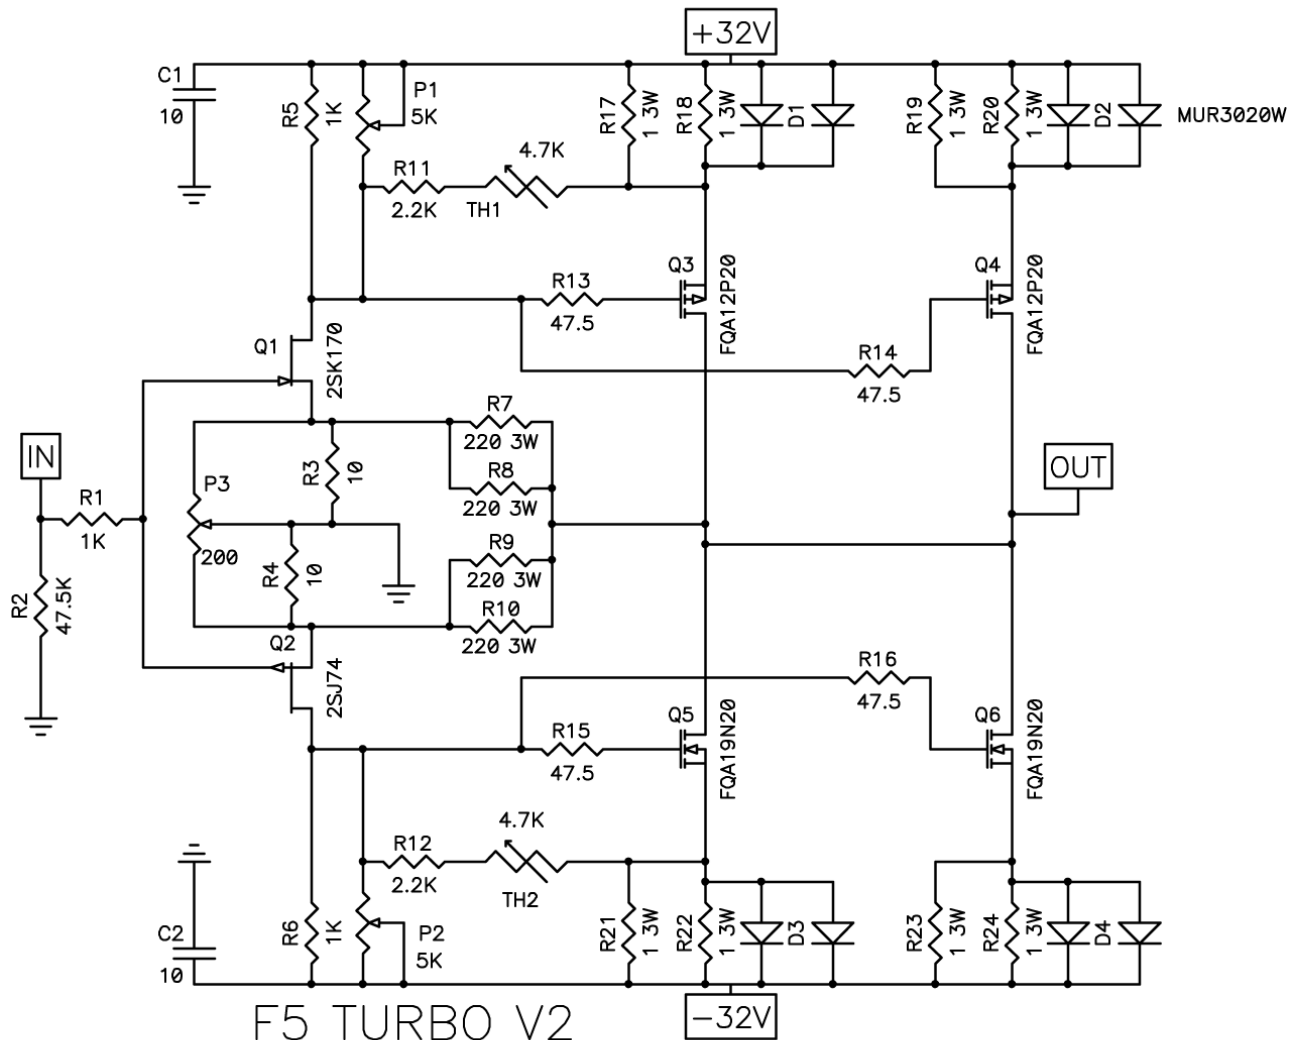 +32V
C1
10
R5
1K
P1
5K
R17
1 3W
R18
1 3W
D1
R19
1 3W
R20
1 3W
D2
MUR3020W
R11
2.2K
4.7K
TH1
Q3
FQA12P20
Q4
FQA12P20
R13
47.5
Q1
2SK170
R14
47.5
R7
220 3W
R8
220 3W
IN
OUT
R1
1K
P3
200
R3
10
R4
10
R9
220 3W
R10
220 3W
R2
47.5K
Q2
2SJ74
R16
47.5
Q5
FQA19N20
Q6
FQA19N20
R15
47.5
4.7K
TH2
R12
2.2K
C2
10
R6
1K
P2
5K
R21
1 3W
R22
1 3W
D3
R23
1 3W
R24
1 3W
D4
-32V
F5 TURBO V2